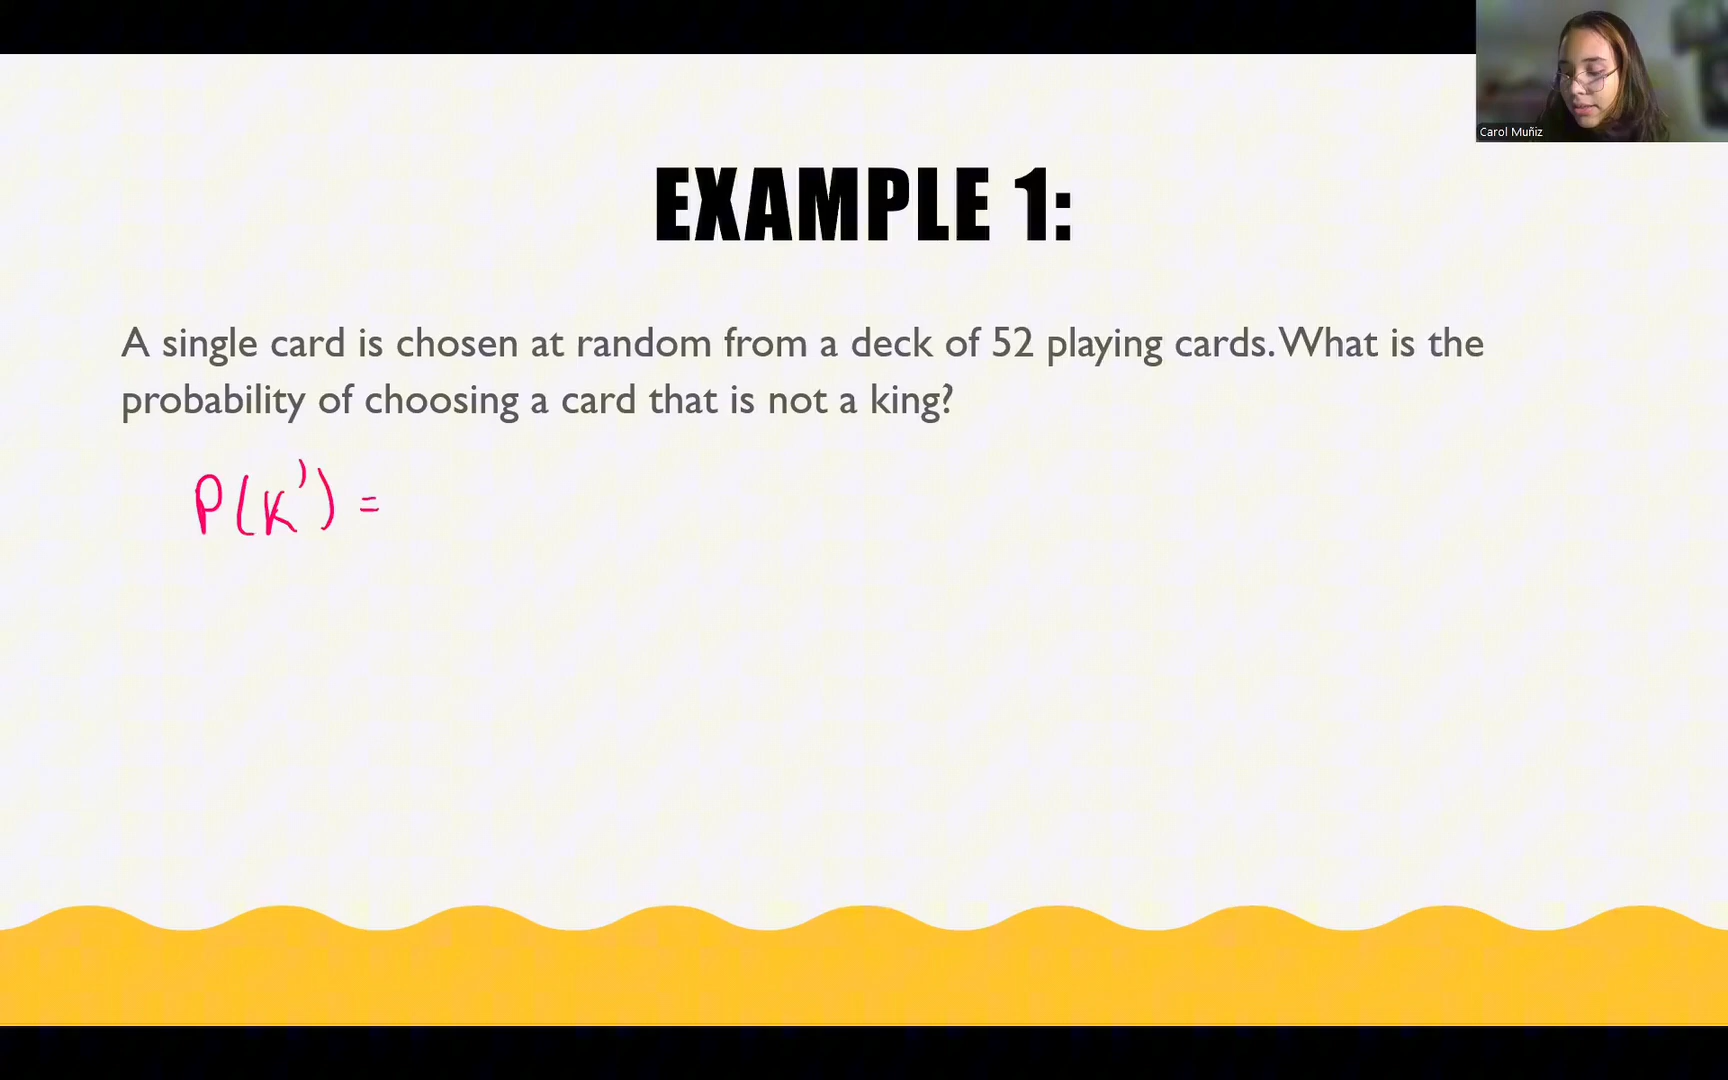 Carol Muñiz
EXAMPLE 1:
A single card is chosen at random from a deck of 52 playing cards. What is the
probability of choosing a card that is not a king?
P(K') =